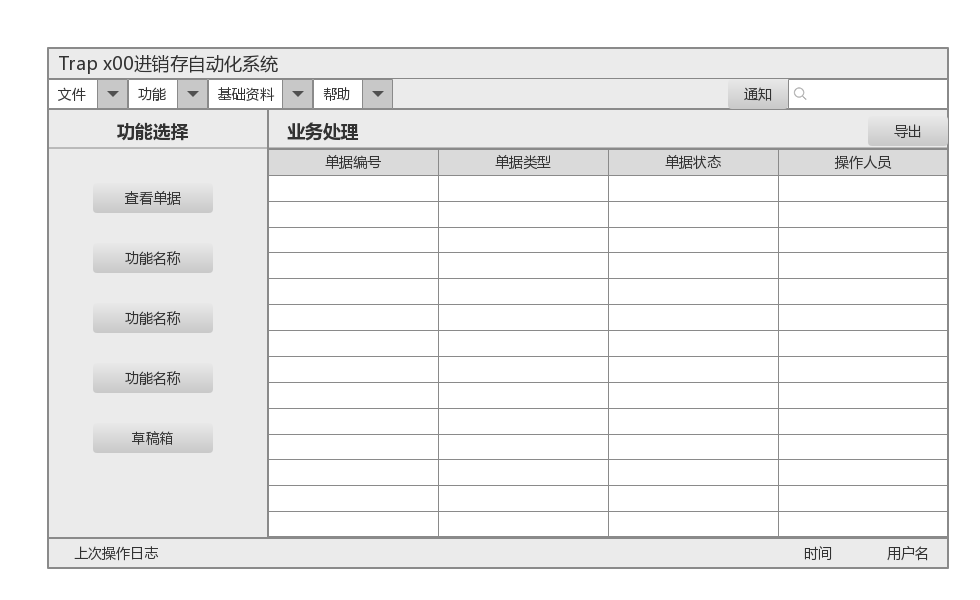 Trap x00进销存自动化系统
文件 功能 基础资料 帮助 通知
功能选择 业务处理 导出
单据编号 单据类型 单据状态 操作人员
查看单据
功能名称
功能名称
功能名称
草稿箱
上次操作日志 时间 用户名